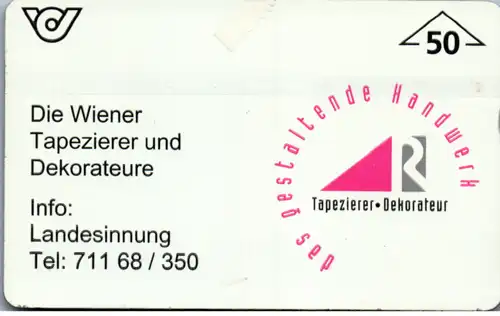 50
Die Wiener
Tapezierer und
Dekorateure
Info:
Landesinnung
Tel: 711 68 / 350
das gestaltende Handwerk
Tapezierer•Dekorateur